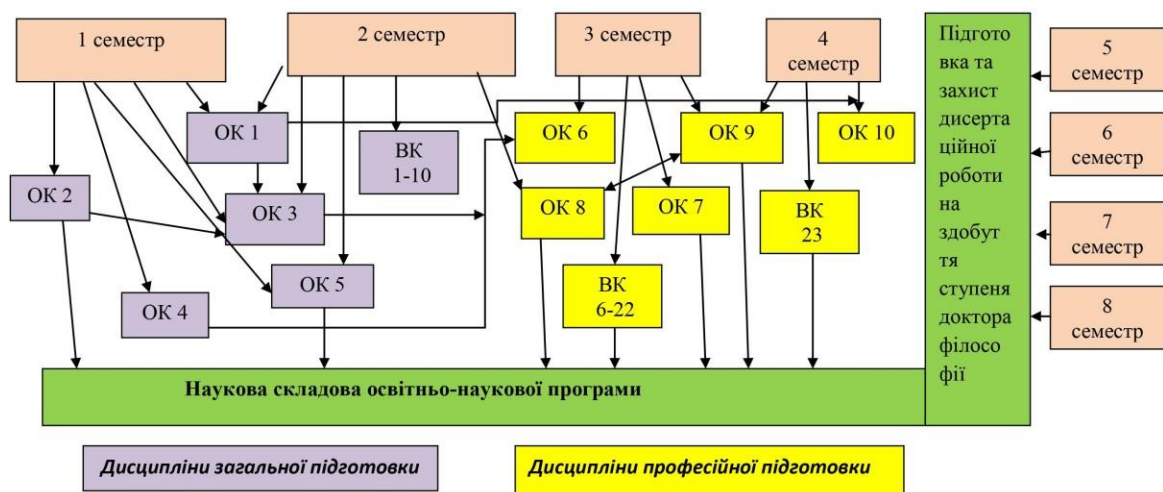 1 семестр
2 семестр
3 семестр
4
семестр
ОК 1
ВК
1-10
ОК 6
ОК 9
ОК 10
ОК 2
ОК 3
ОК 8
ОК 7
ВК
23
ОК 5
ОК 4
ВК
6-22
Наукова складова освітньо-наукової програми
Підгото
вка та
захист
дисерта
ційної
роботи
на
здобут
тя
ступеня
доктора
філосо
фії
5
семестр
6
семестр
7
семестр
8
семестр
Дисципліни загальної підготовки
Дисципліни професійної підготовки